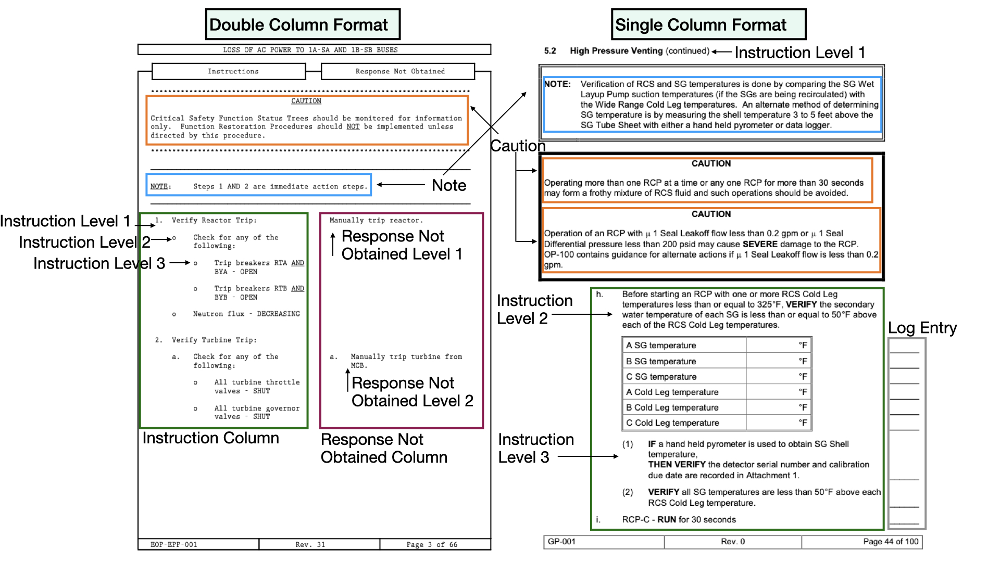 Double Column Format
LOSS OF AC POWER TO 1A-SA AND 1B-SB BUSES
Instructions
Response Not Obtained
CAUTION
Critical Safety Function Status Trees should be monitored for information
only. Function Restoration Procedures should NOT be implemented unless
directed by this procedure.
Caution
NOTE: Steps 1 AND 2 are immediate action steps.
Note
Instruction Level 1
Instruction Level 2
Instruction Level 3
1. Verify Reactor Trip:
o Check for any of the
following:
o Trip breakers RTA AND
BYA - OPEN
o Trip breakers RTB AND
BYB - OPEN
o Neutron flux - DECREASING
2. Verify Turbine Trip:
a. Check for any of the
following:
o All turbine throttle
valves - SHUT
o All turbine governor
valves - SHUT
Instruction Column
Manually trip reactor.
Response Not
Obtained Level 1
a. Manually trip turbine from
MCB.
Response Not
Obtained Level 2
Response Not
Obtained Column
EOP-EPP-001
Rev. 31
Page 3 of 66
Single Column Format
5.2 High Pressure Venting (continued)
Instruction Level 1
NOTE: Verification of RCS and SG temperatures is done by comparing the SG Wet
Layup Pump suction temperatures (if the SGs are being recirculated) with
the Wide Range Cold Leg temperatures. An alternate method of determining
SG temperature is by measuring the shell temperature 3 to 5 feet above the
SG Tube Sheet with either a hand held pyrometer or data logger.
CAUTION
Operating more than one RCP at a time or any one RCP for more than 30 seconds
may form a frothy mixture of RCS fluid and such operations should be avoided.
CAUTION
Operation of an RCP with μ 1 Seal Leakoff flow less than 0.2 gpm or μ 1 Seal
Differential pressure less than 200 psid may cause SEVERE damage to the RCP.
OP-100 contains guidance for alternate actions if μ 1 Seal Leakoff flow is less than 0.2
gpm.
Instruction
Level 2
h. Before starting an RCP with one or more RCS Cold Leg
temperatures less than or equal to 325°F, VERIFY the secondary
water temperature of each SG is less than or equal to 50°F above
each of the RCS Cold Leg temperatures.
Log Entry
A SG temperature °F
B SG temperature °F
C SG temperature °F
A Cold Leg temperature °F
B Cold Leg temperature °F
C Cold Leg temperature °F
Instruction
Level 3
(1) IF a hand held pyrometer is used to obtain SG Shell
temperature,
THEN VERIFY the detector serial number and calibration
due date are recorded in Attachment 1.
(2) VERIFY all SG temperatures are less than 50°F above each
RCS Cold Leg temperature.
i. RCP-C - RUN for 30 seconds
GP-001
Rev. 0
Page 44 of 100